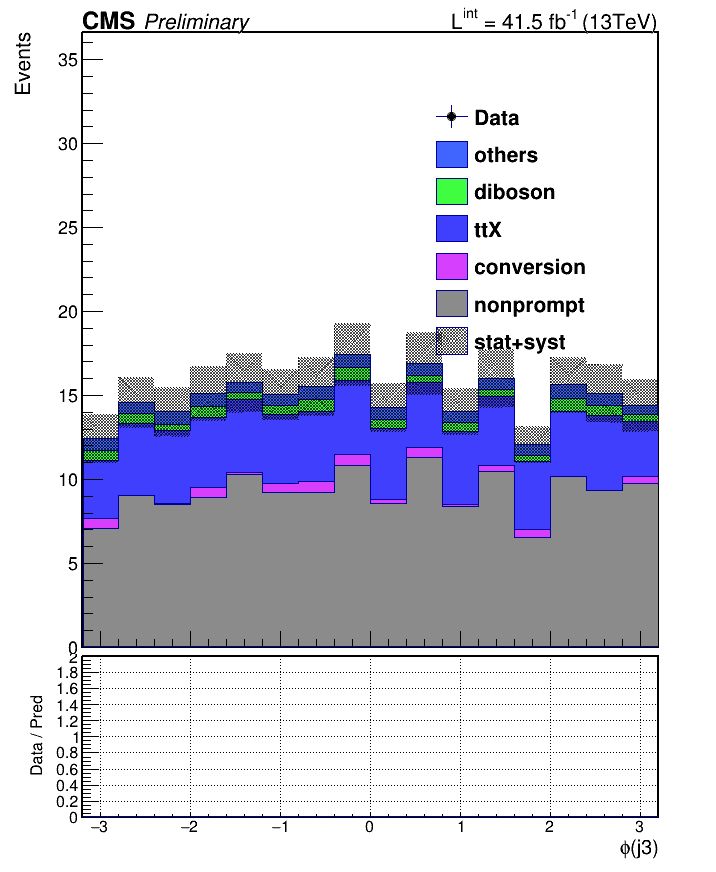 CMS Preliminary L^int = 41.5 fb^-1 (13TeV)
Events
35
30
25
20
15
10
5
0
Data
others
diboson
ttX
conversion
nonprompt
stat+syst
Data / Pred
2
1.8
1.6
1.4
1.2
1
0.8
0.6
0.4
0.2
0
−3 −2 −1 0 1 2 3
ϕ(j3)